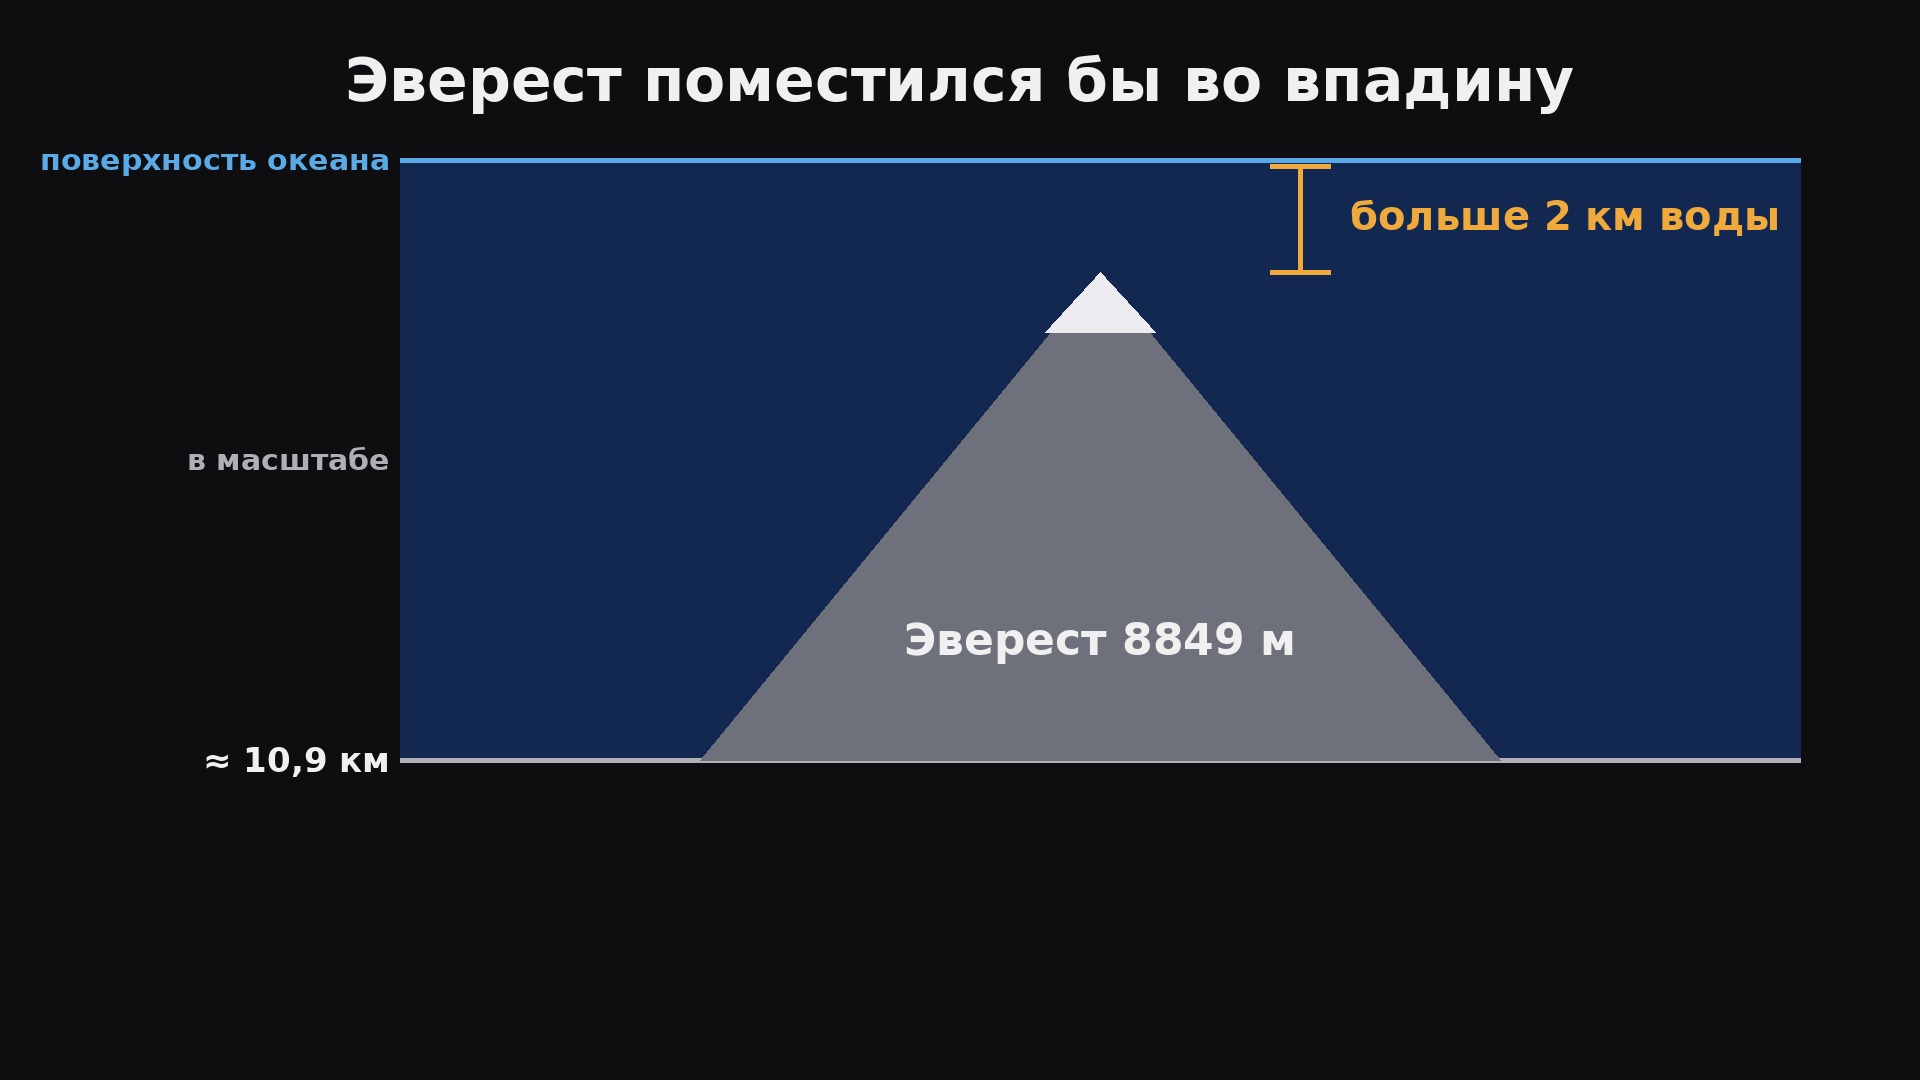 Эверест поместился бы во впадину
поверхность океана
больше 2 км воды
в масштабе
Эверест 8849 м
≈ 10,9 км